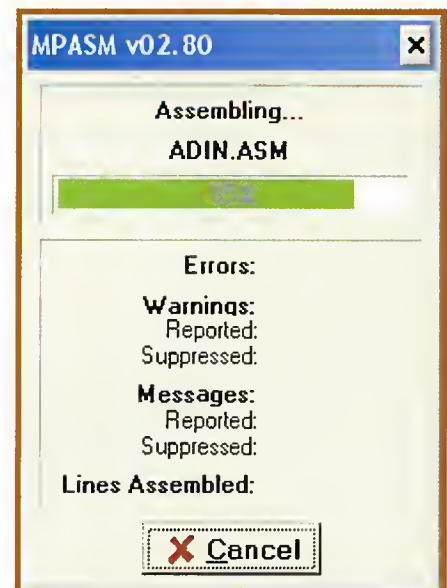 MPASM v02.80
Assembling...
ADIN.ASM
Errors:
Warnings:
Reported:
Suppressed:
Messages:
Reported:
Suppressed:
Lines Assembled:
Cancel